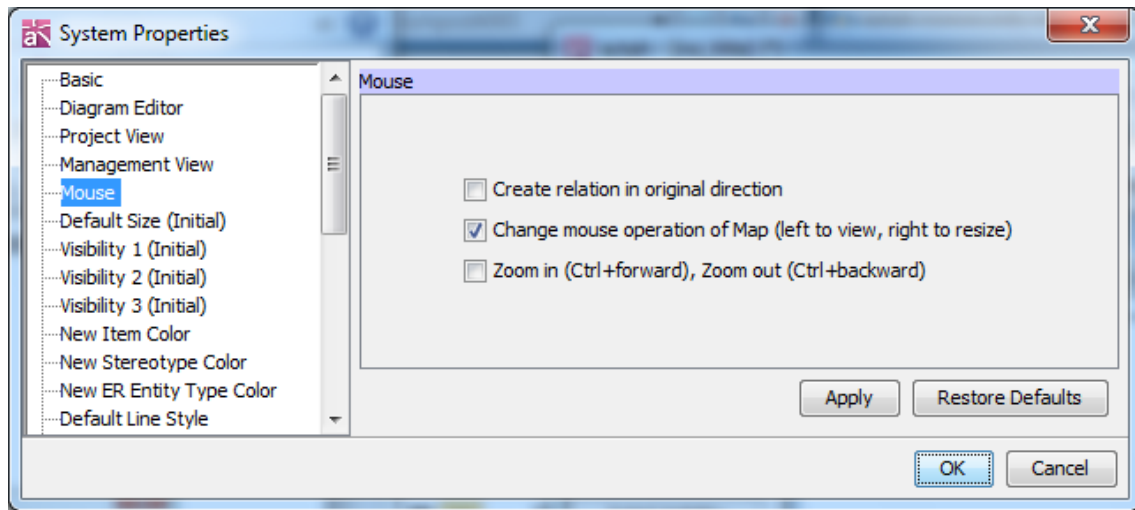 System Properties
Basic
Diagram Editor
Project View
Management View
Mouse
Default Size (Initial)
Visibility 1 (Initial)
Visibility 2 (Initial)
Visibility 3 (Initial)
New Item Color
New Stereotype Color
New ER Entity Type Color
Default Line Style
Mouse
Create relation in original direction
Change mouse operation of Map (left to view, right to resize)
Zoom in (Ctrl+forward), Zoom out (Ctrl+backward)
Apply
Restore Defaults
OK
Cancel